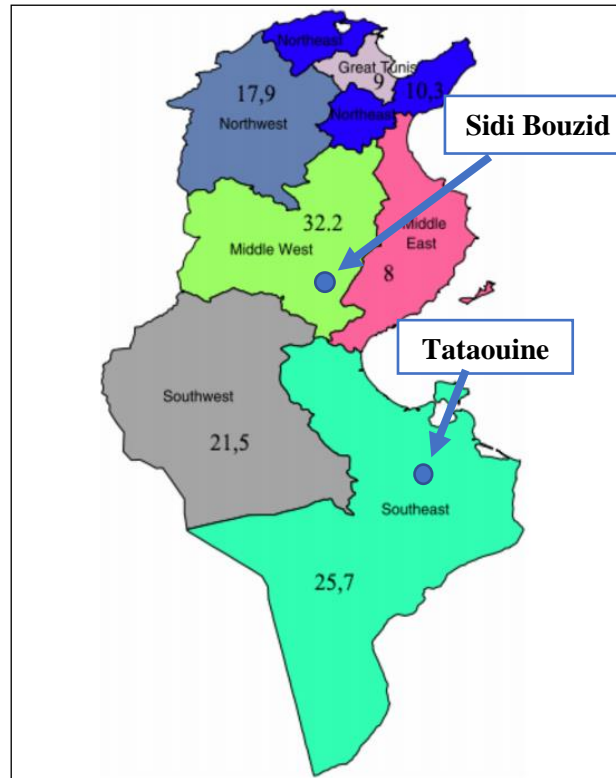 Northeast
Great Tunis
9
10,3
17,9
Northwest
Northeast
Sidi Bouzid
32.2
Middle West
Middle
East
8
Tataouine
Southwest
21,5
Southeast
25,7